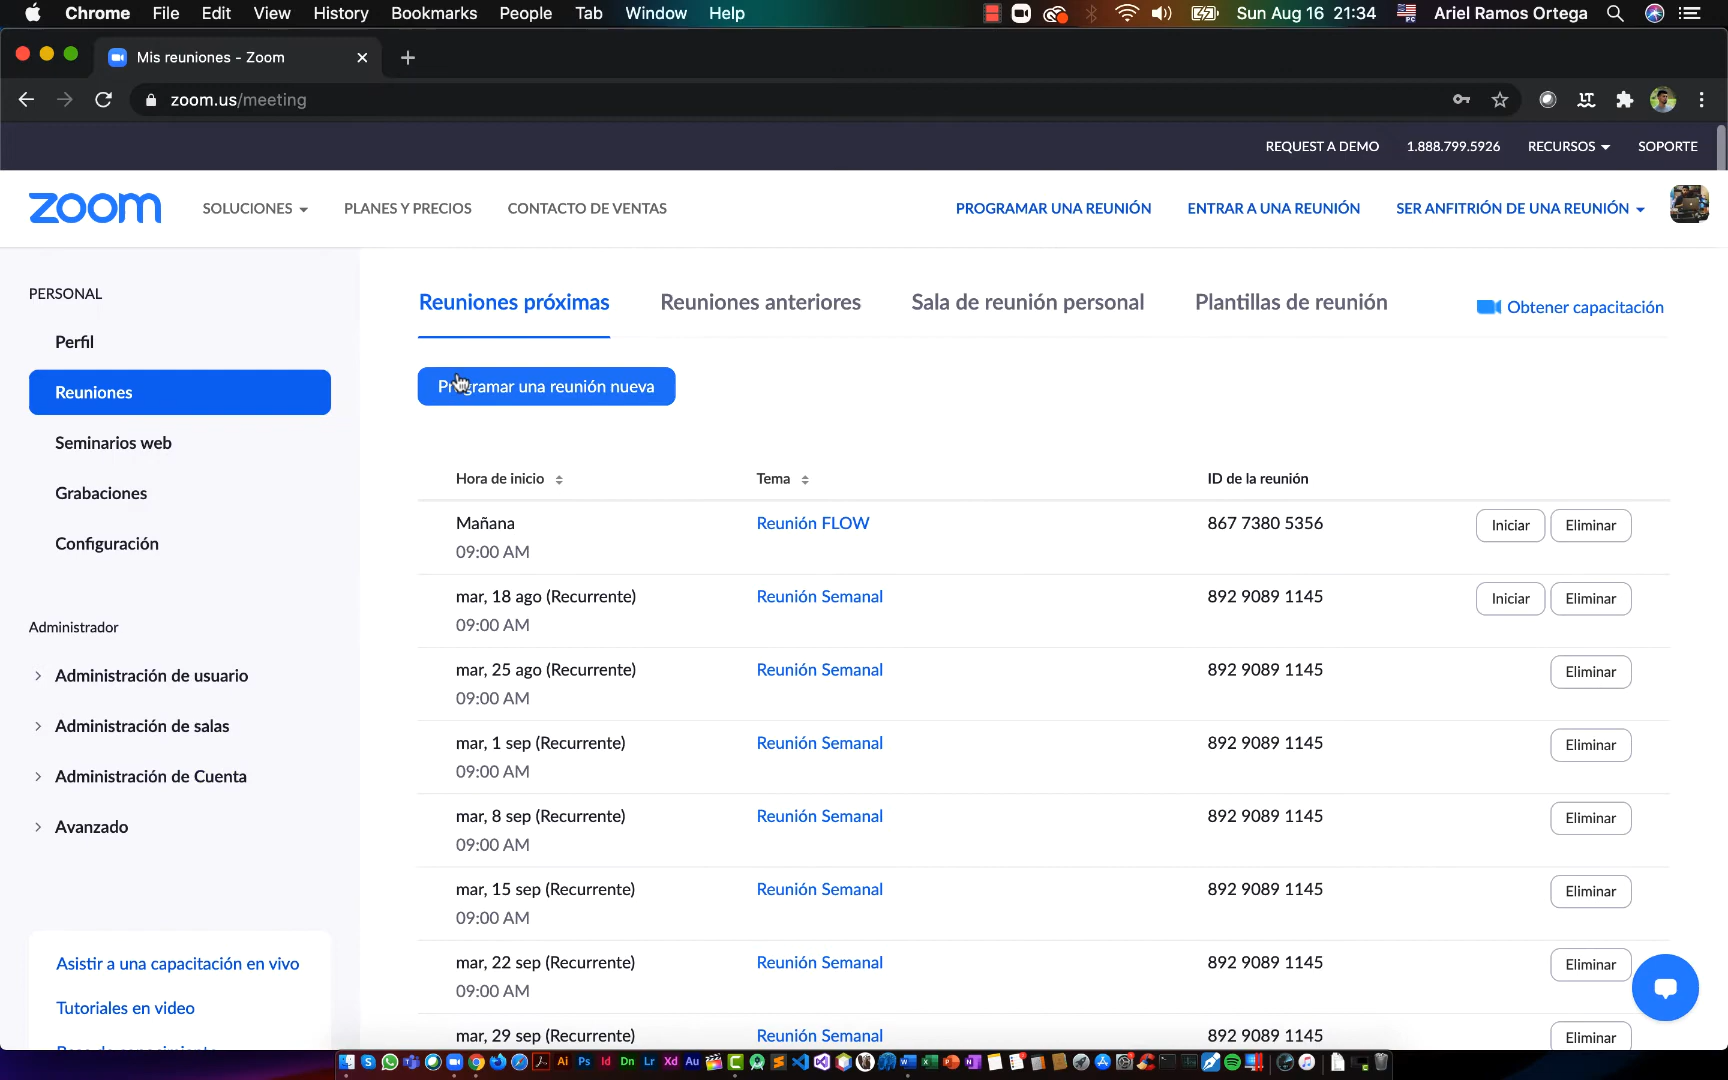 Chrome File Edit View History Bookmarks People Tab Window Help Sun Aug 16 21:34 Ariel Ramos Ortega
Mis reuniones - Zoom
zoom.us/meeting
REQUEST A DEMO 1.888.799.5926 RECURSOS SOPORTE
zoom SOLUCIONES PLANES Y PRECIOS CONTACTO DE VENTAS PROGRAMAR UNA REUNIÓN ENTRAR A UNA REUNIÓN SER ANFITRIÓN DE UNA REUNIÓN
PERSONAL
Perfil
Reuniones
Seminarios web
Grabaciones
Configuración
Administrador
Administración de usuario
Administración de salas
Administración de Cuenta
Avanzado
Asistir a una capacitación en vivo
Tutoriales en video
Reuniones próximas Reuniones anteriores Sala de reunión personal Plantillas de reunión Obtener capacitación
Programar una reunión nueva
Hora de inicio Tema ID de la reunión
Mañana Reunión FLOW 867 7380 5356 Iniciar Eliminar
09:00 AM
mar, 18 ago (Recurrente) Reunión Semanal 892 9089 1145 Iniciar Eliminar
09:00 AM
mar, 25 ago (Recurrente) Reunión Semanal 892 9089 1145 Eliminar
09:00 AM
mar, 1 sep (Recurrente) Reunión Semanal 892 9089 1145 Eliminar
09:00 AM
mar, 8 sep (Recurrente) Reunión Semanal 892 9089 1145 Eliminar
09:00 AM
mar, 15 sep (Recurrente) Reunión Semanal 892 9089 1145 Eliminar
09:00 AM
mar, 22 sep (Recurrente) Reunión Semanal 892 9089 1145 Eliminar
09:00 AM
mar, 29 sep (Recurrente) Reunión Semanal 892 9089 1145 Eliminar
Ai Ps Id Dn Lr Xd Au